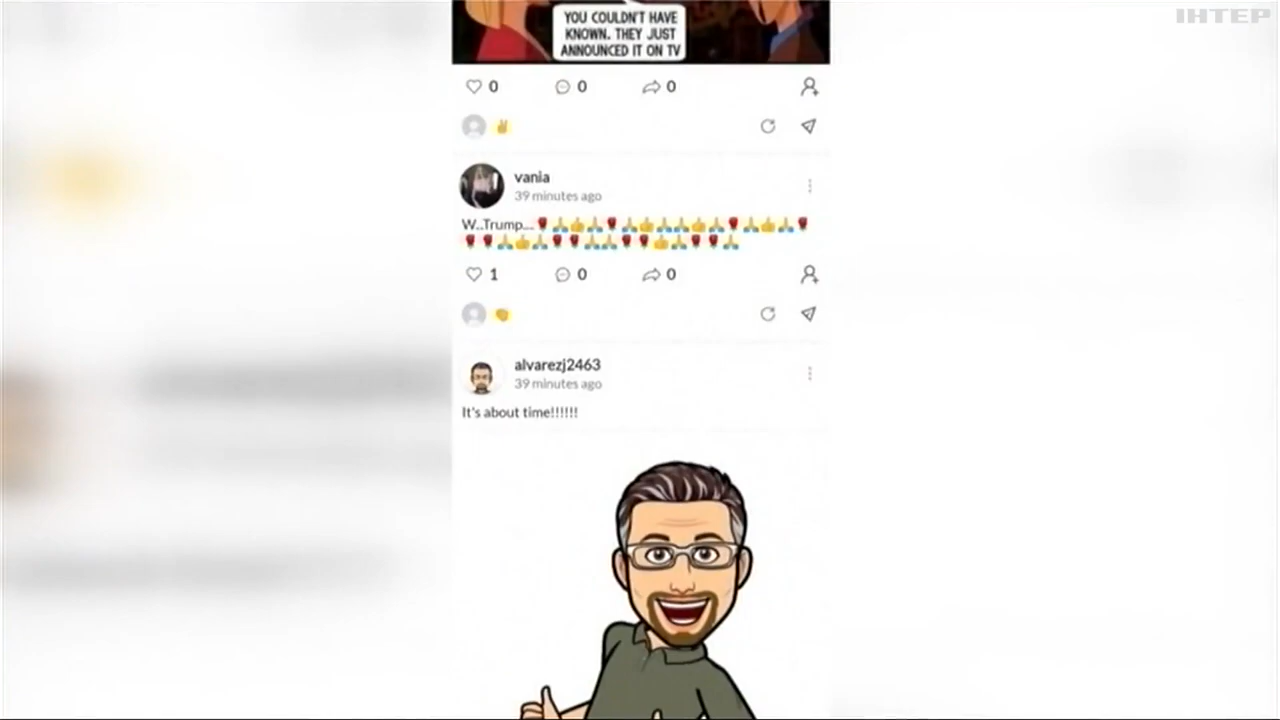 ІНТЕР
YOU COULDN'T HAVE
KNOWN. THEY JUST
ANNOUNCED IT ON TV
0 0 0
✌
vania
39 minutes ago
W..Trump....🌹🙏👍🙏🌹🙏👍🙏🙏👍🙏🌹🙏👍🙏🌹
🌹🌹🙏👍🙏🌹🌹🙏🙏🌹🌹👍🙏🌹🌹🙏
1 0 0
alvarezj2463
39 minutes ago
It's about time!!!!!!